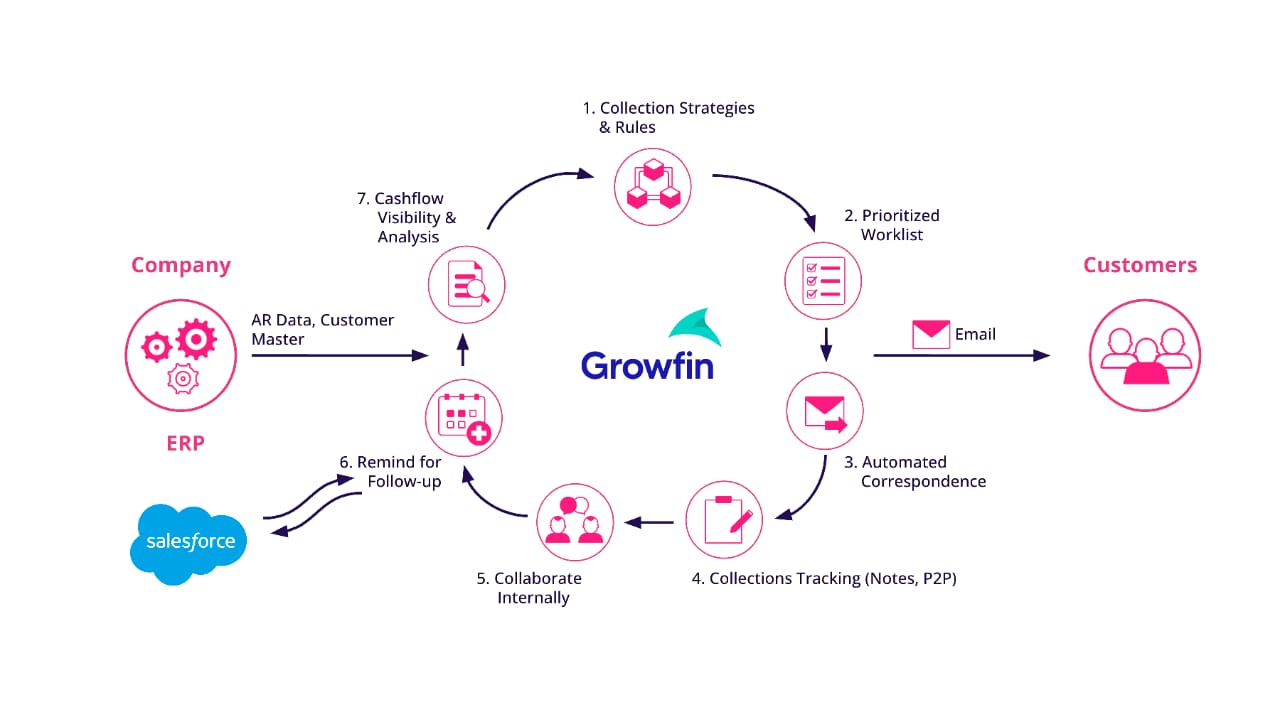 1. Collection Strategies
& Rules
7. Cashflow
Visibility &
Analysis
2. Prioritized
Worklist
Company
Customers
AR Data, Customer
Master
Email
Growfin
ERP
6. Remind for
Follow-up
3. Automated
Correspondence
salesforce
5. Collaborate
Internally
4. Collections Tracking (Notes, P2P)